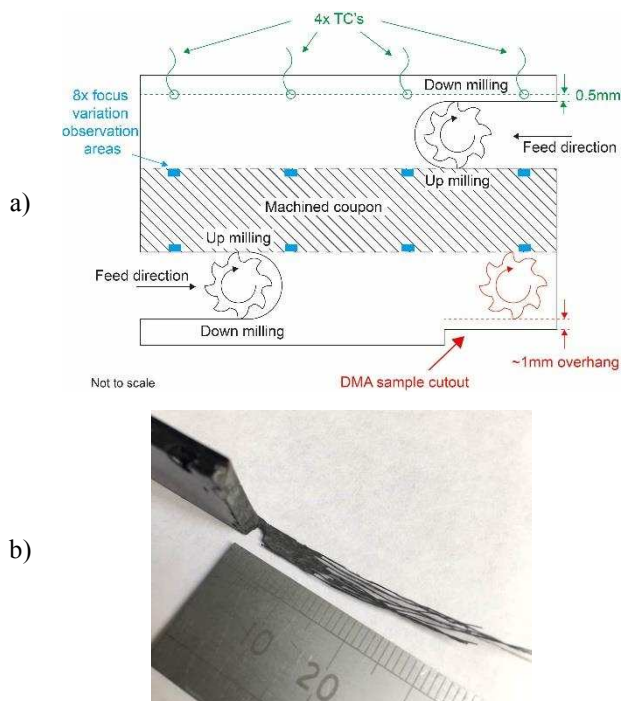 a)
4x TC's
8x focus
variation
observation
areas
Down milling
0.5mm
Feed direction
Up milling
Machined coupon
Up milling
Feed direction
Down milling
~1mm overhang
DMA sample cutout
Not to scale
b)
10
20